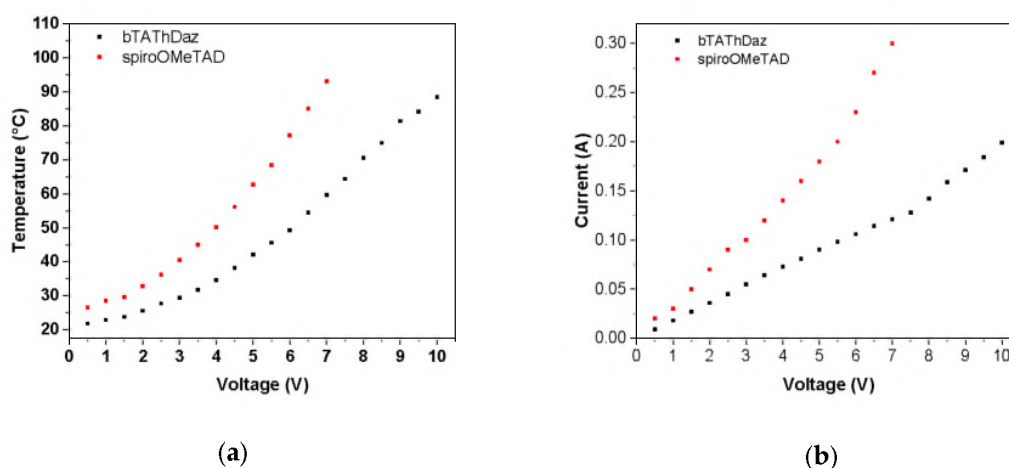 110
100
90
80
70
60
50
40
30
20
Temperature (°C)
bTAThDaz
spiroOMeTAD
0 1 2 3 4 5 6 7 8 9 10
Voltage (V)
(a)
0.30
0.25
0.20
0.15
0.10
0.05
0.00
Current (A)
bTAThDaz
spiroOMeTAD
0 1 2 3 4 5 6 7 8 9 10
Voltage (V)
(b)